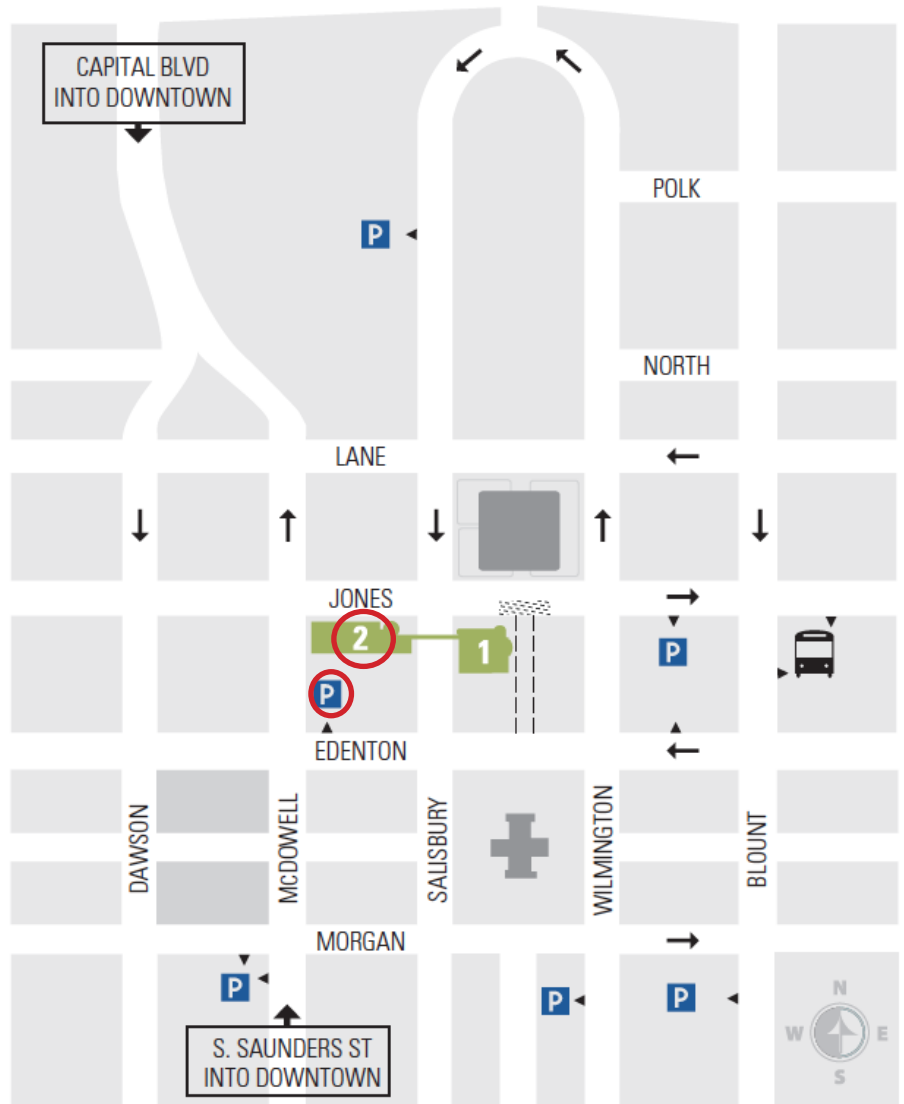 CAPITAL BLVD
INTO DOWNTOWN
POLK
P
NORTH
LANE
JONES
2
1
P
P
EDENTON
DAWSON
MCDOWELL
SALISBURY
WILMINGTON
BLOUNT
MORGAN
P
P
P
N
W
E
S
S. SAUNDERS ST
INTO DOWNTOWN